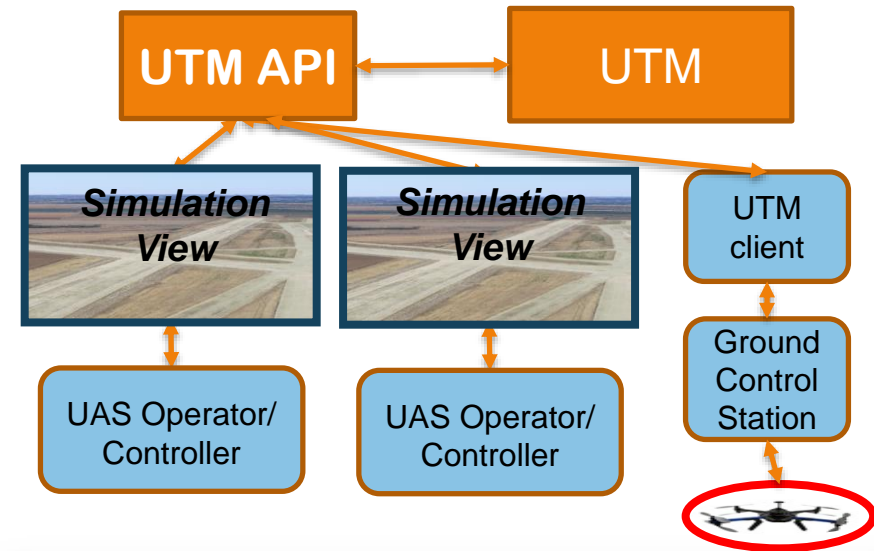 UTM API
UTM
Simulation
View
Simulation
View
UTM
client
UAS Operator/
Controller
UAS Operator/
Controller
Ground
Control
Station